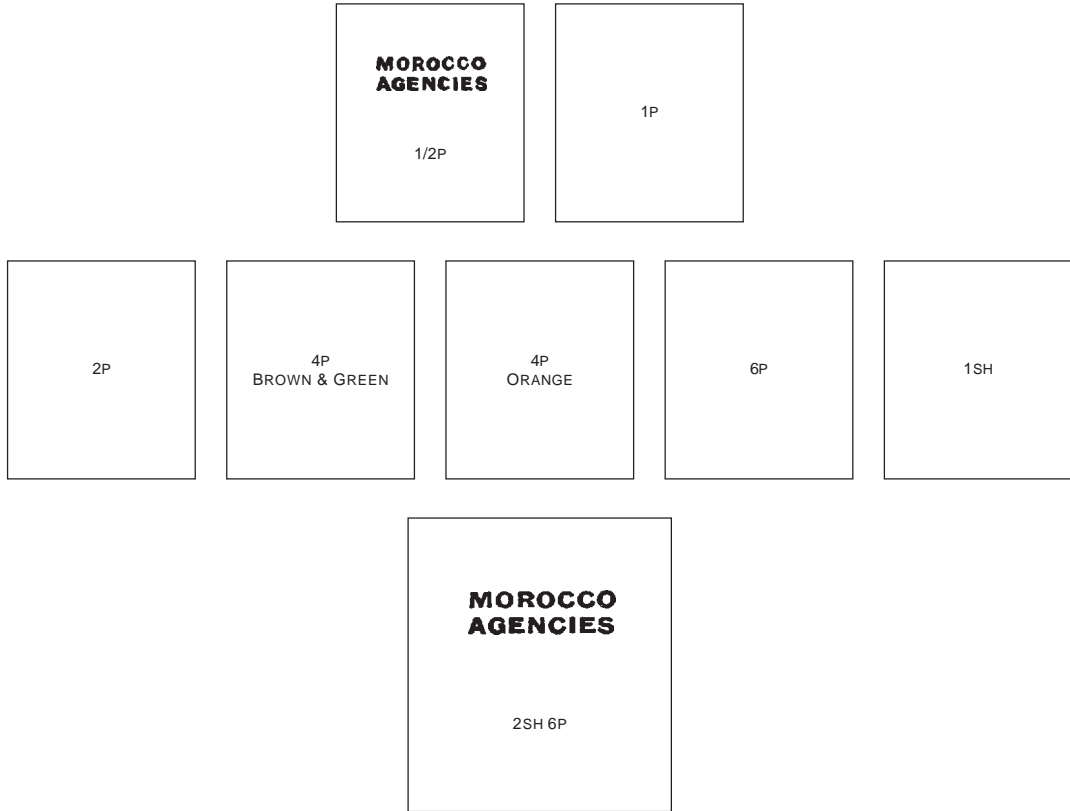 MOROCCO
AGENCIES
1/2P
1P
2P
4P
BROWN & GREEN
4P
ORANGE
6P
1SH
MOROCCO
AGENCIES
2SH 6P